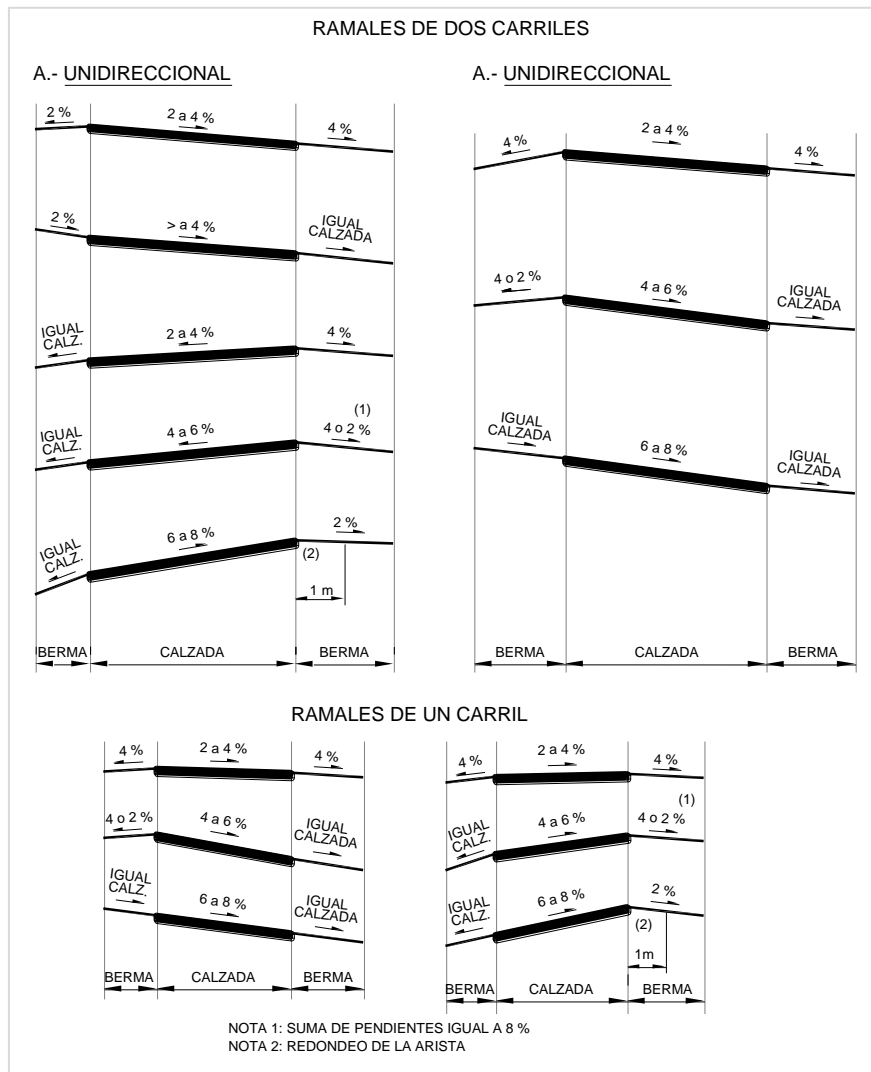 RAMALES DE DOS CARRILES
A.- UNIDIRECCIONAL
2 %
2 a 4 %
4 %
2 %
> a 4 %
IGUAL
CALZADA
IGUAL
CALZ.
2 a 4 %
4 %
IGUAL
CALZ.
4 a 6 %
(1)
4 o 2 %
IGUAL
CALZ.
6 a 8 %
2 %
(2)
1 m
BERMA
CALZADA
BERMA
A.- UNIDIRECCIONAL
4 %
2 a 4 %
4 %
4 o 2 %
4 a 6 %
IGUAL
CALZADA
IGUAL
CALZADA
6 a 8 %
IGUAL
CALZADA
BERMA
CALZADA
BERMA
RAMALES DE UN CARRIL
4 %
2 a 4 %
4 %
4 o 2 %
4 a 6 %
IGUAL
CALZADA
IGUAL
CALZ.
6 a 8 %
IGUAL
CALZADA
BERMA
CALZADA
BERMA
4 %
2 a 4 %
4 %
IGUAL
CALZ.
4 a 6 %
(1)
4 o 2 %
IGUAL
CALZ.
6 a 8 %
2 %
(2)
1m
BERMA
CALZADA
BERMA
NOTA 1: SUMA DE PENDIENTES IGUAL A 8 %
NOTA 2: REDONDEO DE LA ARISTA